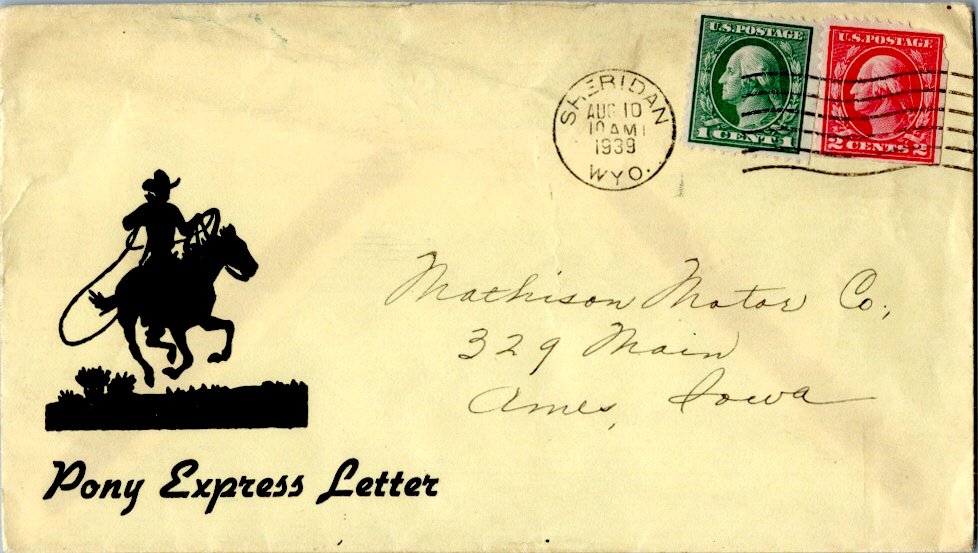 U.S. POSTAGE
1 CENT 1
U.S. POSTAGE
2 CENTS 2
SHERIDAN
AUG 10
10 AM
1939
WYO.
Mathison Motor Co,
329 Main
Ames, Iowa
Pony Express Letter